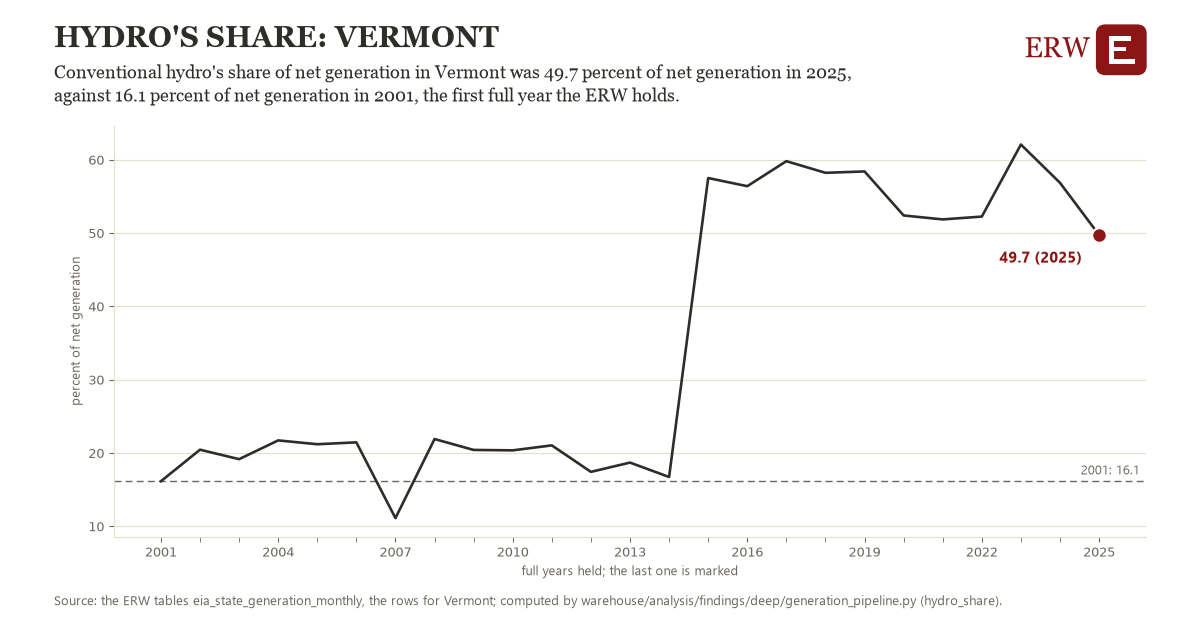 HYDRO'S SHARE: VERMONT
ERW E
Conventional hydro's share of net generation in Vermont was 49.7 percent of net generation in 2025,
against 16.1 percent of net generation in 2001, the first full year the ERW holds.
percent of net generation
60
50
40
30
20
10
49.7 (2025)
2001: 16.1
2001 2004 2007 2010 2013 2016 2019 2022 2025
full years held; the last one is marked
Source: the ERW tables eia_state_generation_monthly, the rows for Vermont; computed by warehouse/analysis/findings/deep/generation_pipeline.py (hydro_share).